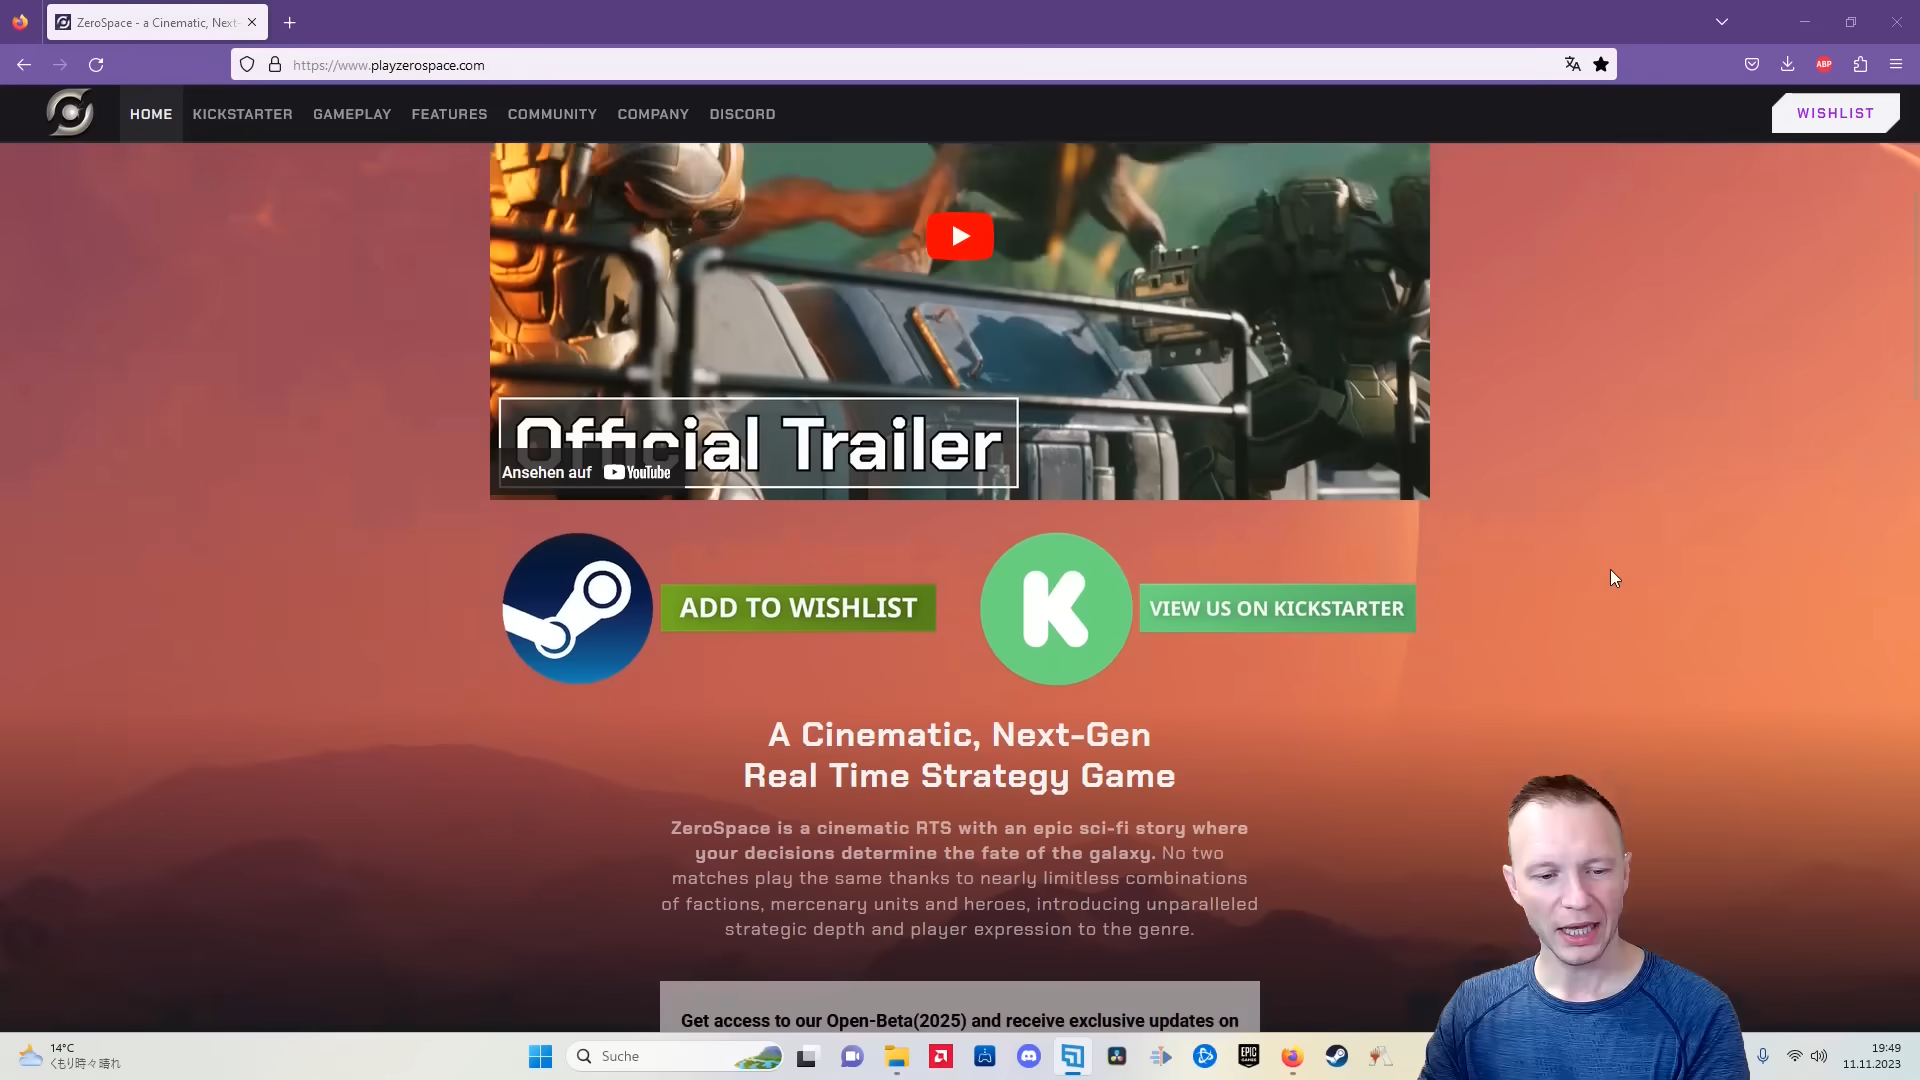 ZeroSpace - a Cinematic, Next-
https://www.playzerospace.com
ABP
HOME
KICKSTARTER
GAMEPLAY
FEATURES
COMMUNITY
COMPANY
DISCORD
WISHLIST
Official Trailer
Ansehen auf YouTube
ADD TO WISHLIST
K
VIEW US ON KICKSTARTER
A Cinematic, Next-Gen
Real Time Strategy Game
ZeroSpace is a cinematic RTS with an epic sci-fi story where
your decisions determine the fate of the galaxy. No two
matches play the same thanks to nearly limitless combinations
of factions, mercenary units and heroes, introducing unparalleled
strategic depth and player expression to the genre.
Get access to our Open-Beta(2025) and receive exclusive updates on
14°C
くもり時々晴れ
Suche
EPIC
GAMES
19:49
11.11.2023